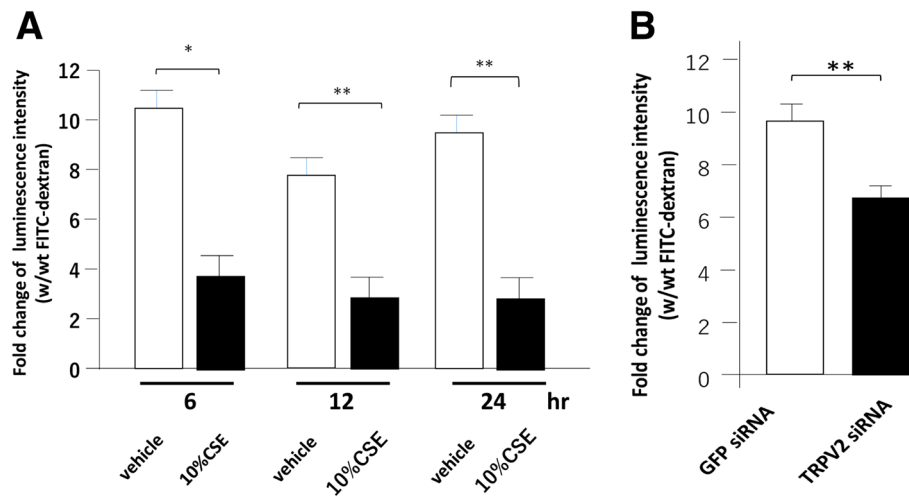 A
B
Fold change of luminescence intensity
(w/wt FITC-dextran)
12
10
8
6
4
2
0
*
**
**
6
12
24
hr
vehicle
10%CSE
vehicle
10%CSE
vehicle
10%CSE
Fold change of luminescence intensity
(w/wt FITC-dextran)
12
10
8
6
4
2
0
**
GFP siRNA
TRPV2 siRNA